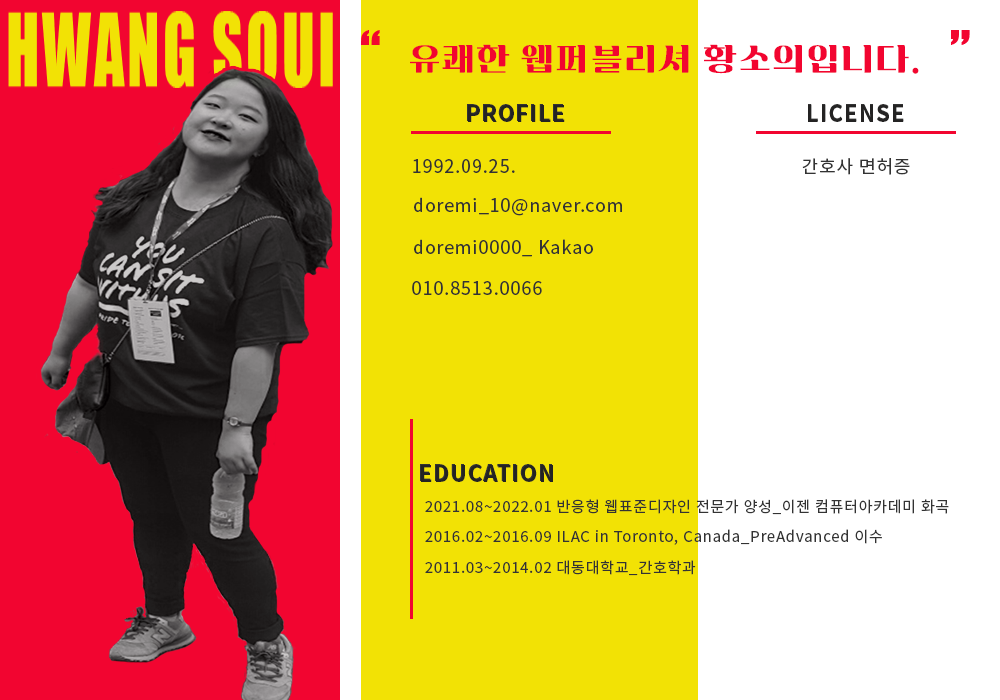 HWANG SOUI
“ 유쾌한 웹퍼블리셔 황소의입니다. ”
PROFILE
1992.09.25.
doremi_10@naver.com
doremi0000_ Kakao
010.8513.0066
LICENSE
간호사 면허증
EDUCATION
2021.08~2022.01 반응형 웹표준디자인 전문가 양성_이젠 컴퓨터아카데미 화곡
2016.02~2016.09 ILAC in Toronto, Canada_PreAdvanced 이수
2011.03~2014.02 대동대학교_간호학과
YOU
CAN SIT
WITH US